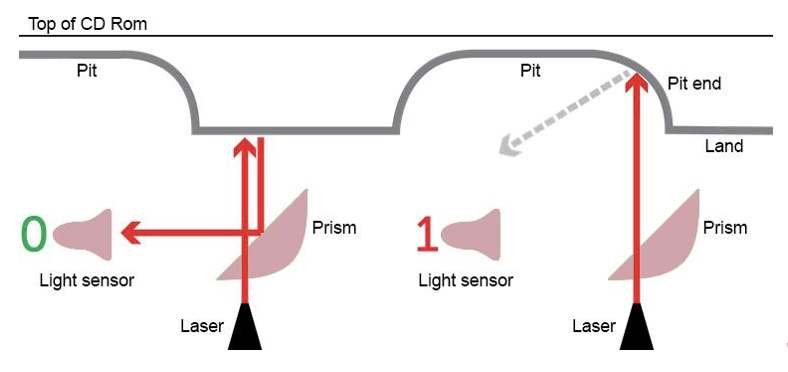 Top of CD Rom
Pit
Pit
Pit end
Land
0
Prism
1
Prism
Light sensor
Light sensor
Laser
Laser